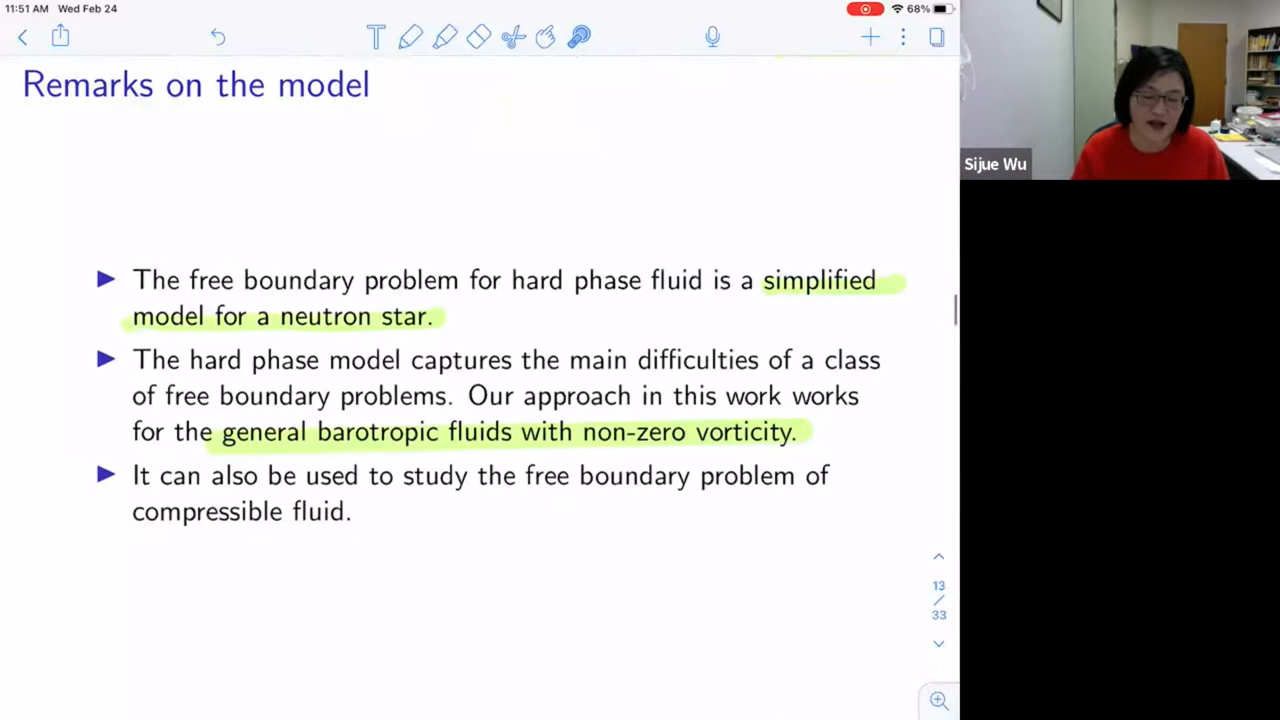 11:51 AM Wed Feb 24
68%
T
Remarks on the model
Sijue Wu
The free boundary problem for hard phase fluid is a simplified
model for a neutron star.
The hard phase model captures the main difficulties of a class
of free boundary problems. Our approach in this work works
for the general barotropic fluids with non-zero vorticity.
It can also be used to study the free boundary problem of
compressible fluid.
13
/
33